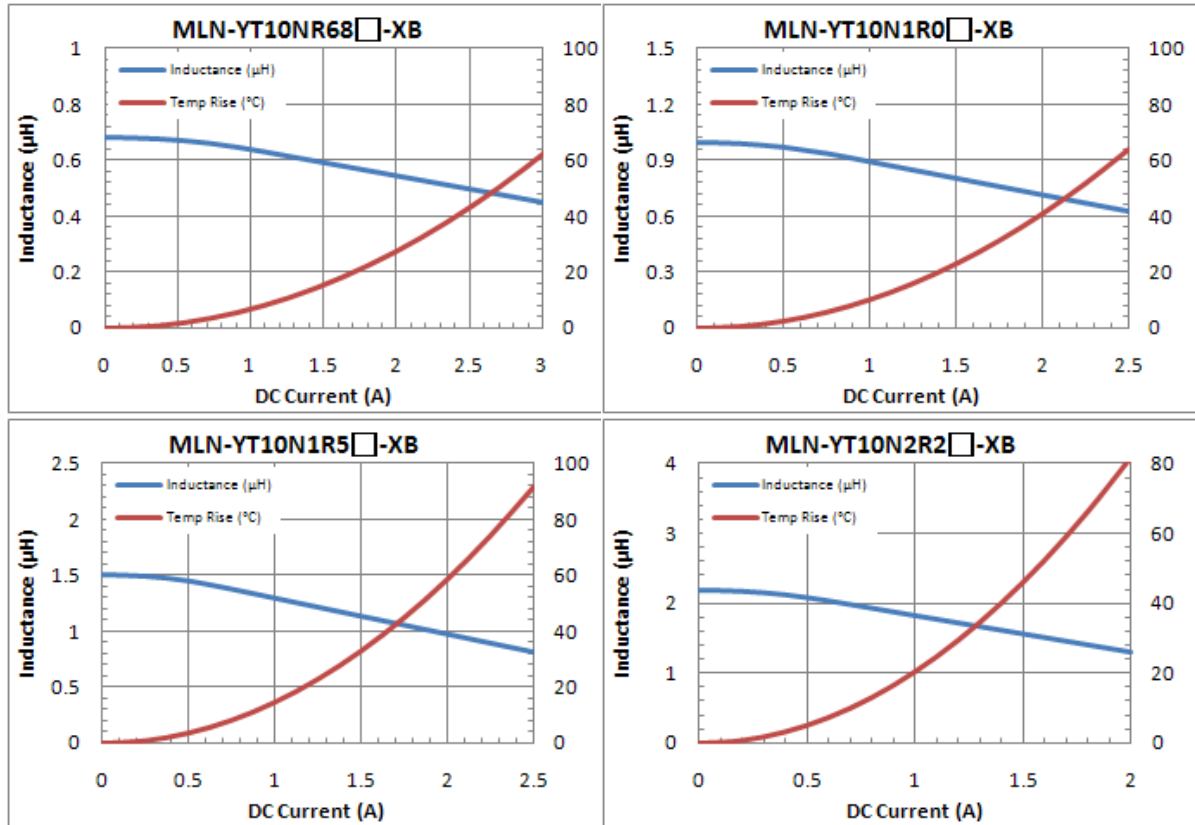 MLN-YT10NR68□-XB
Inductance (µH)
Temp Rise (°C)
1
0.8
0.6
0.4
0.2
0
100
80
60
40
20
0
Inductance (µH)
0 0.5 1 1.5 2 2.5 3
DC Current (A)
MLN-YT10N1R0□-XB
Inductance (µH)
Temp Rise (°C)
1.5
1.2
0.9
0.6
0.3
0
100
80
60
40
20
0
Inductance (µH)
0 0.5 1 1.5 2 2.5
DC Current (A)
MLN-YT10N1R5□-XB
Inductance (µH)
Temp Rise (°C)
2.5
2
1.5
1
0.5
0
100
80
60
40
20
0
Inductance (µH)
0 0.5 1 1.5 2 2.5
DC Current (A)
MLN-YT10N2R2□-XB
Inductance (µH)
Temp Rise (°C)
4
3
2
1
0
80
60
40
20
0
Inductance (µH)
0 0.5 1 1.5 2
DC Current (A)